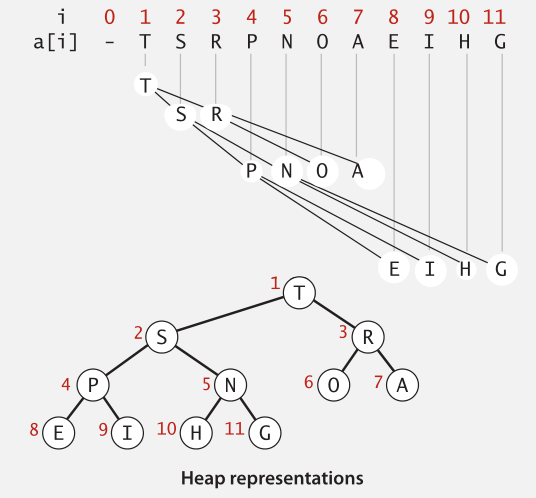 i 0 1 2 3 4 5 6 7 8 9 10 11
a[i] - T S R P N O A E I H G
T
S R
P N O A
E I H G
1 T
2 S 3 R
4 P 5 N 6 O 7 A
8 E 9 I 10 H 11 G
Heap representations